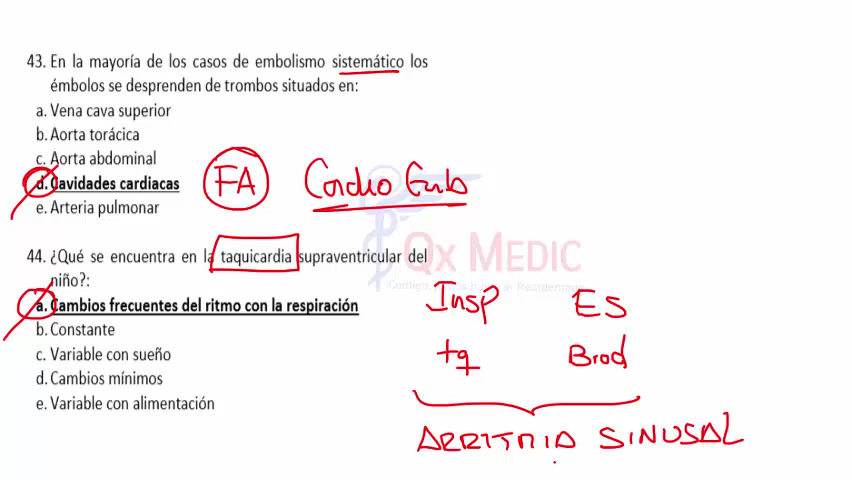 43. En la mayoría de los casos de embolismo sistemático los
émbolos se desprenden de trombos situados en:
a. Vena cava superior
b. Aorta torácica
c. Aorta abdominal
d. Cavidades cardiacas
FA
Cardio Emb
e. Arteria pulmonar
44. ¿Qué se encuentra en la taquicardia supraventricular del
niño?:
a. Cambios frecuentes del ritmo con la respiración
b. Constante
c. Variable con sueño
d. Cambios mínimos
e. Variable con alimentación
Qx MEDIC
Insp ES
tq Brad
ARRITMIA SINUSAL